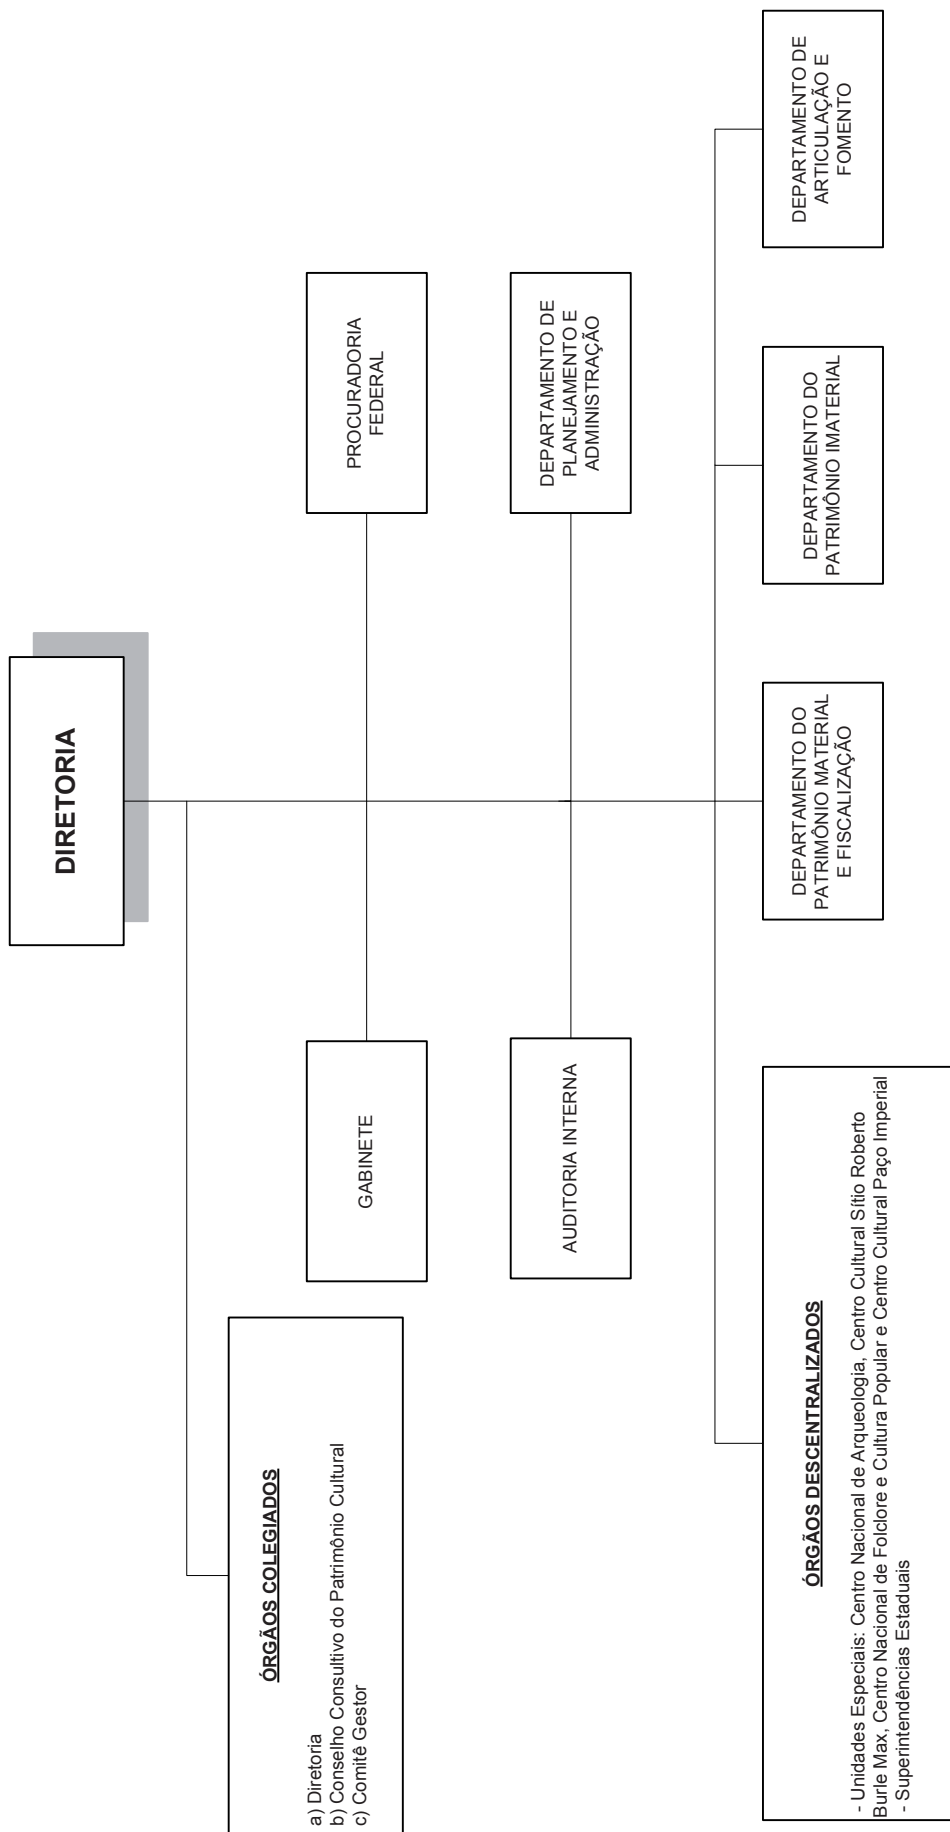 DIRETORIA
ÓRGÃOS COLEGIADOS
a) Diretoria
b) Conselho Consultivo do Patrimônio Cultural
c) Comitê Gestor
GABINETE
PROCURADORIA
FEDERAL
AUDITORIA INTERNA
DEPARTAMENTO DE
PLANEJAMENTO E
ADMINISTRAÇÃO
ÓRGÃOS DESCENTRALIZADOS
- Unidades Especiais: Centro Nacional de Arqueologia, Centro Cultural Sítio Roberto
Burle Max, Centro Nacional de Folclore e Cultura Popular e Centro Cultural Paço Imperial
- Superintendências Estaduais
DEPARTAMENTO DO
PATRIMÔNIO MATERIAL
E FISCALIZAÇÃO
DEPARTAMENTO DO
PATRIMÔNIO IMATERIAL
DEPARTAMENTO DE
ARTICULAÇÃO E
FOMENTO